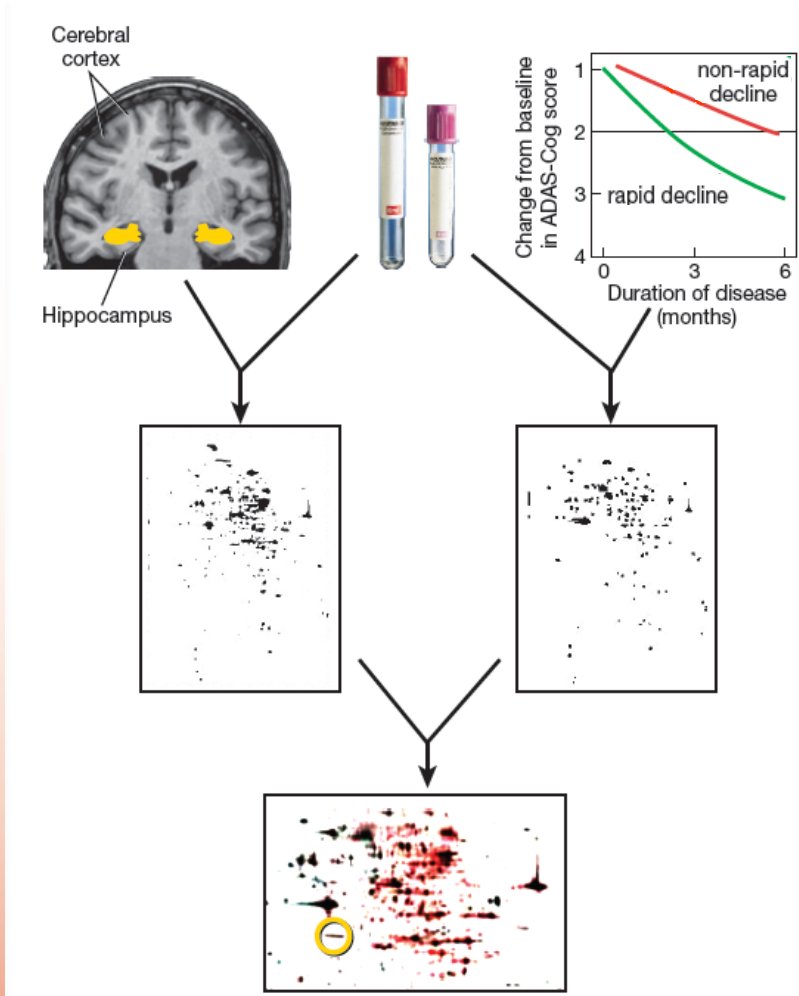 Cerebral
cortex
Hippocampus
Change from baseline
in ADAS-Cog score
1
2
3
4
non-rapid
decline
rapid decline
0 3 6
Duration of disease
(months)